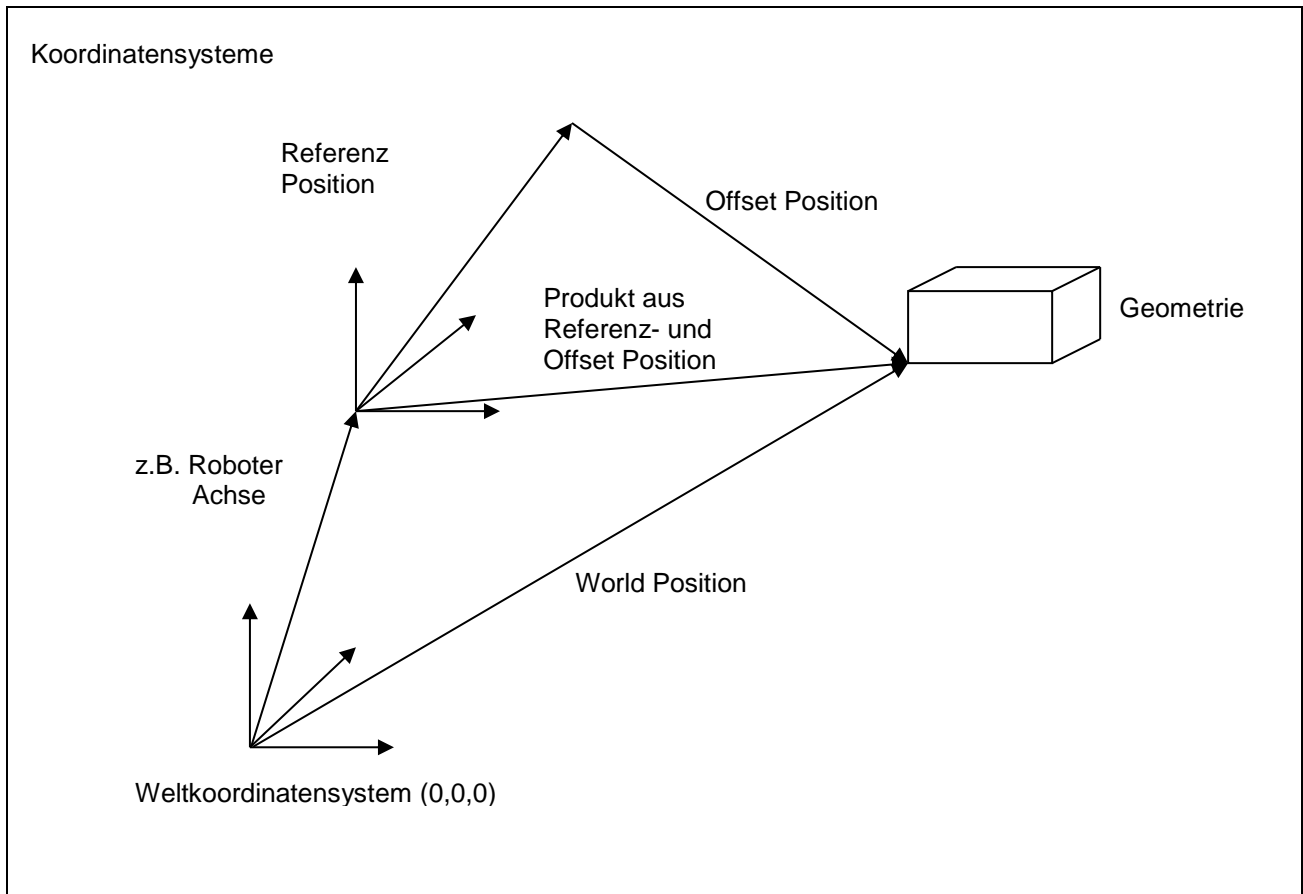 Koordinatensysteme
Referenz
Position
Offset Position
Produkt aus
Referenz- und
Offset Position
Geometrie
z.B. Roboter
Achse
World Position
Weltkoordinatensystem (0,0,0)